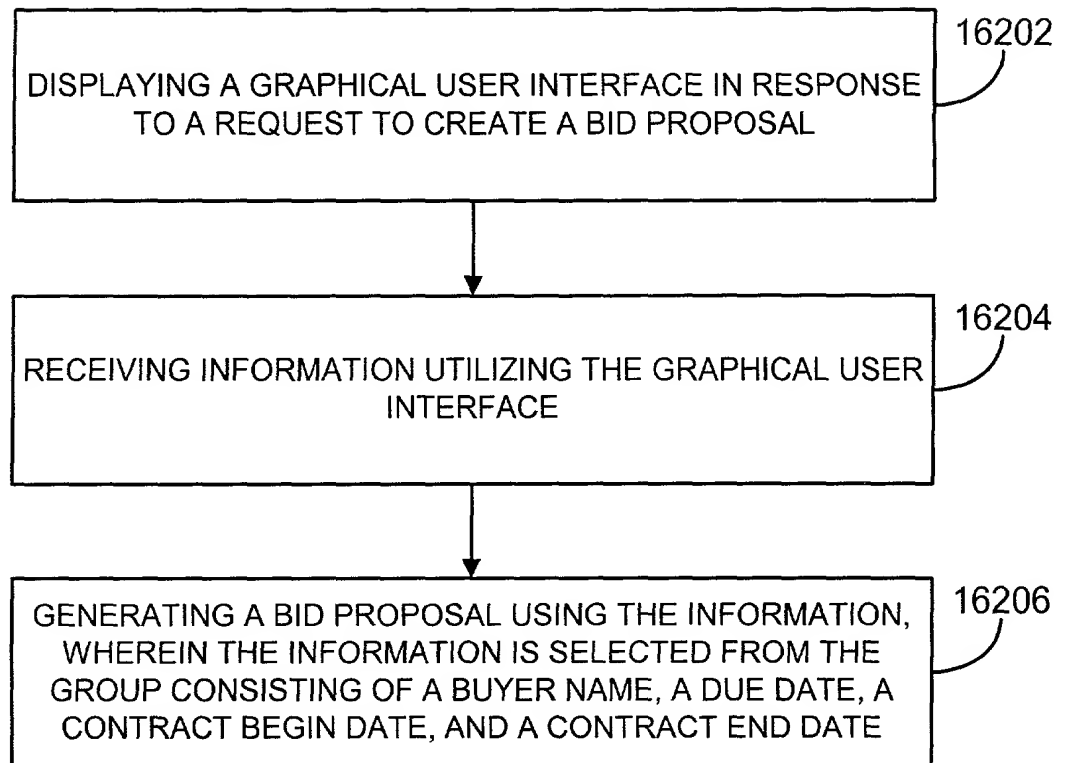 16202
DISPLAYING A GRAPHICAL USER INTERFACE IN RESPONSE
TO A REQUEST TO CREATE A BID PROPOSAL
16204
RECEIVING INFORMATION UTILIZING THE GRAPHICAL USER
INTERFACE
16206
GENERATING A BID PROPOSAL USING THE INFORMATION,
WHEREIN THE INFORMATION IS SELECTED FROM THE
GROUP CONSISTING OF A BUYER NAME, A DUE DATE, A
CONTRACT BEGIN DATE, AND A CONTRACT END DATE